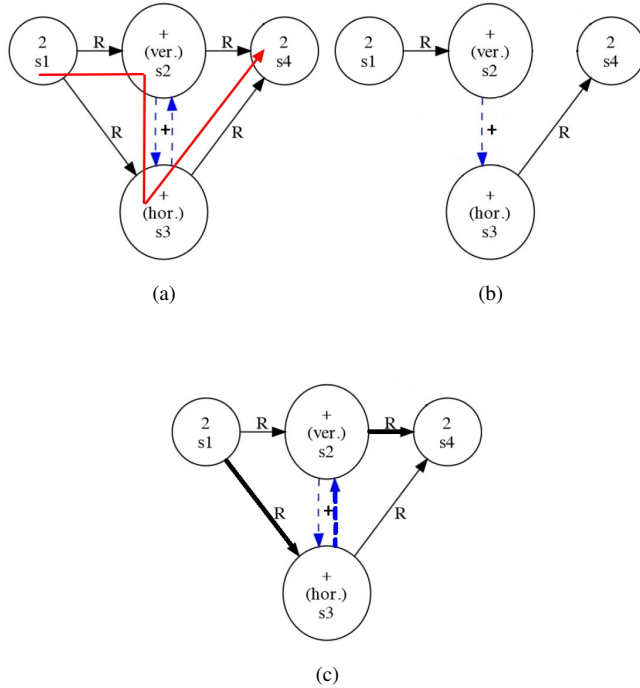 2
s1
R
+
(ver.)
s2
R
2
s4
R
+
R
+
(hor.)
s3
(a)
2
s1
R
+
(ver.)
s2
2
s4
+
R
+
(hor.)
s3
(b)
2
s1
R
+
(ver.)
s2
R
2
s4
R
+
R
+
(hor.)
s3
(c)